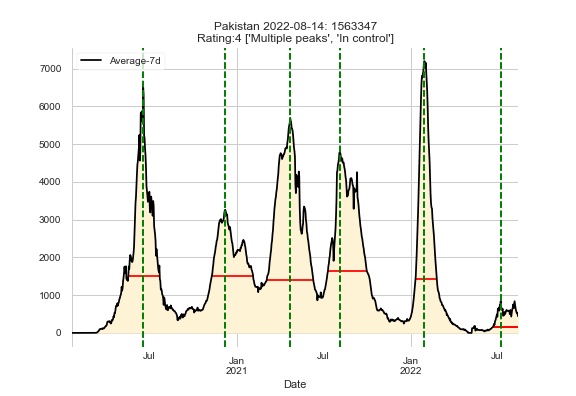 Pakistan 2022-08-14: 1563347
Rating:4 ['Multiple peaks', 'In control']
Average-7d
7000
6000
5000
4000
3000
2000
1000
0
Jul
Jan
2021
Jul
Jan
2022
Jul
Date